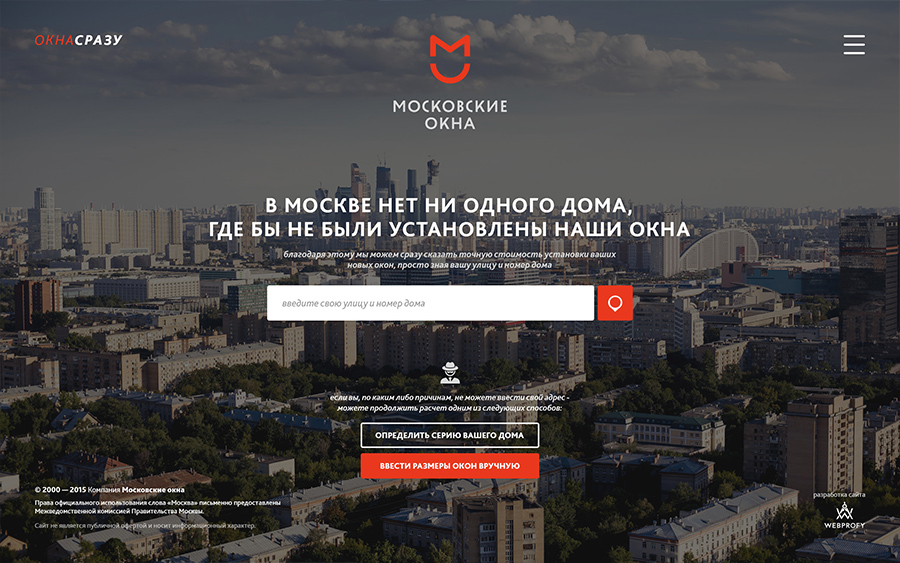 ОКНАСРАЗУ
МОСКОВСКИЕ
ОКНА
В МОСКВЕ НЕТ НИ ОДНОГО ДОМА,
ГДЕ БЫ НЕ БЫЛИ УСТАНОВЛЕНЫ НАШИ ОКНА
благодаря этому мы можем сразу сказать точную стоимость установки ваших
новых окон, просто зная вашу улицу и номер дома
введите свою улицу и номер дома
если вы, по каким либо причинам, не можете ввести свой адрес -
можете продолжить расчет одним из следующих способов:
ОПРЕДЕЛИТЬ СЕРИЮ ВАШЕГО ДОМА
ВВЕСТИ РАЗМЕРЫ ОКОН ВРУЧНУЮ
© 2000 — 2015 Компания Московские окна
Права официального использования слова «Москва» письменно предоставлены
Межведомственной комиссией Правительства Москвы.
Сайт не является публичной офертой и носит информационный характер.
разработка сайта
WEBPROFY